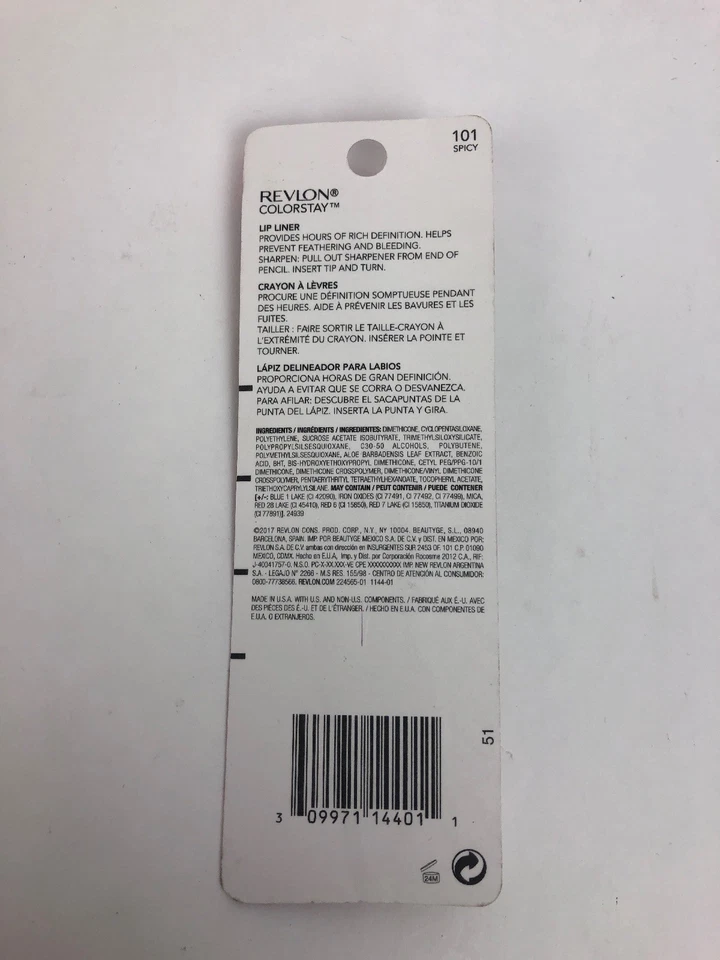 101
SPICY
REVLON®
COLORSTAY™
LIP LINER
PROVIDES HOURS OF RICH DEFINITION. HELPS
PREVENT FEATHERING AND BLEEDING.
SHARPEN: PULL OUT SHARPENER FROM END OF
PENCIL. INSERT TIP AND TURN.
CRAYON À LÈVRES
PROCURE UNE DÉFINITION SOMPTUEUSE PENDANT
DES HEURES. AIDE À PRÉVENIR LES BAVURES ET LES
FUITES.
TAILLER : FAIRE SORTIR LE TAILLE-CRAYON À
L'EXTRÉMITÉ DU CRAYON. INSÉRER LA POINTE ET
TOURNER.
LÁPIZ DELINEADOR PARA LABIOS
PROPORCIONA HORAS DE GRAN DEFINICIÓN.
AYUDA A EVITAR QUE SE CORRA O DESVANEZCA.
PARA AFILAR: DESCUBRE EL SACAPUNTAS DE LA
PUNTA DEL LÁPIZ. INSERTA LA PUNTA Y GIRA.
INGREDIENTS / INGRÉDIENTS / INGREDIENTES: DIMETHICONE, CYCLOPENTASILOXANE,
POLYETHYLENE, SUCROSE ACETATE ISOBUTYRATE, TRIMETHYLSILOXYSILICATE,
POLYPROPYLSILSESQUIOXANE, C30-50 ALCOHOLS, POLYBUTENE,
POLYMETHYLSILSESQUIOXANE, ALOE BARBADENSIS LEAF EXTRACT, BENZOIC
ACID, BHT, BIS-HYDROXYETHOXYPROPYL DIMETHICONE, CETYL PEG/PPG-10/1
DIMETHICONE, DIMETHICONE CROSSPOLYMER, DIMETHICONE/VINYL DIMETHICONE
CROSSPOLYMER, PENTAERYTHRITYL TETRAETHYLHEXANOATE, TOCOPHERYL ACETATE,
TRIETHOXYCAPRYLYLSILANE. MAY CONTAIN / PEUT CONTENIR / PUEDE CONTENER
[+/-: BLUE 1 LAKE (CI 42090), IRON OXIDES (CI 77491, CI 77492, CI 77499), MICA,
RED 28 LAKE (CI 45410), RED 6 (CI 15850), RED 7 LAKE (CI 15850), TITANIUM DIOXIDE
(CI 77891)]. 24939
©2017 REVLON CONS. PROD. CORP., N.Y., NY 10004. BEAUTYGE, S.L., 08940
BARCELONA, SPAIN. IMP. POR BEAUTYGE MEXICO S.A. DE C.V. y DIST. EN MÉXICO POR:
REVLON S.A. DE C.V. ambas con dirección en INSURGENTES SUR 2453 OF. 101 C.P. 01090
MÉXICO, CDMX. Hecho en E.U.A, Imp. y Dist. por Corporación Rocosme 2012 C.A., RIF:
J-40041757-0. N.S.O. PC-X-XX.XXX-VE CPE XXXXXXXXXX IMP. NEW REVLON ARGENTINA
S.A - LEGAJO N° 2266 - M.S RES. 155/98 - CENTRO DE ATENCIÓN AL CONSUMIDOR:
0800-77738566. REVLON.COM 224565-01 1144-01
MADE IN U.S.A. WITH U.S. AND NON-U.S. COMPONENTS. / FABRIQUÉ AUX É.-U. AVEC
DES PIÈCES DES É.-U. ET DE L'ÉTRANGER. / HECHO EN E.U.A. CON COMPONENTES DE
E.U.A. O EXTRANJEROS.
51
3 09971 14401 1
24M